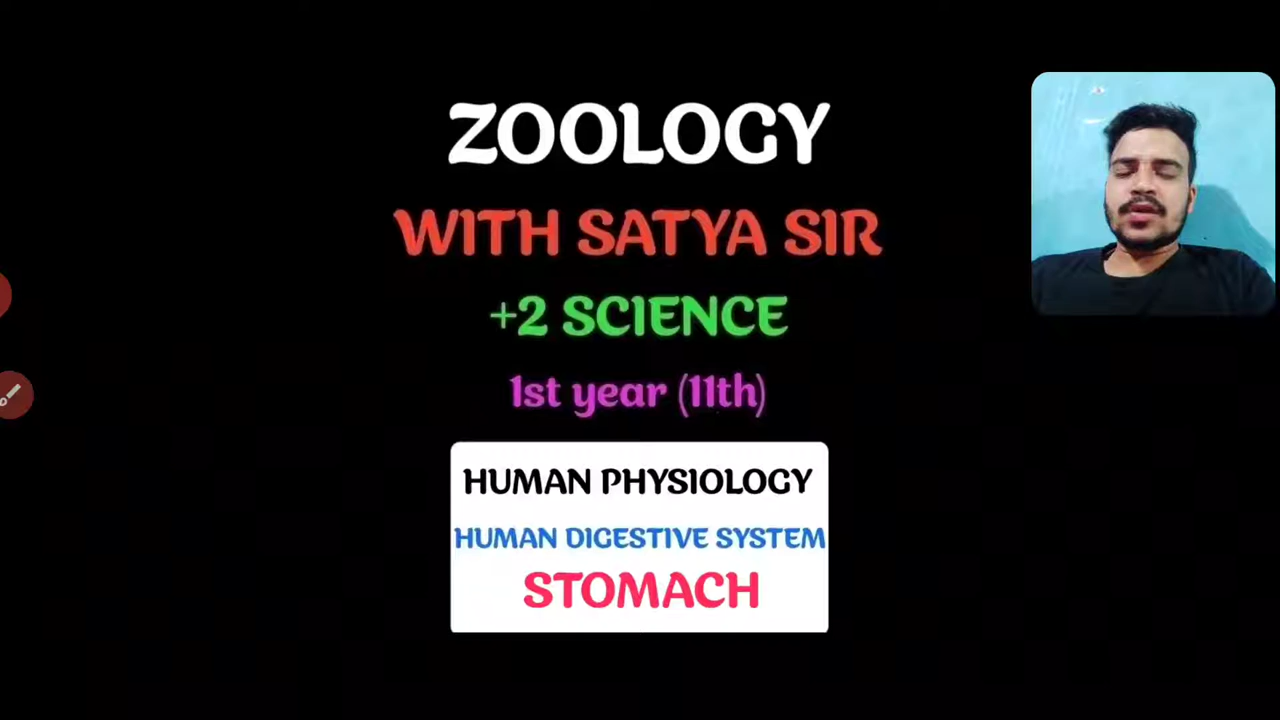 ZOOLOGY
WITH SATYA SIR
+2 SCIENCE
1st year (11th)
HUMAN PHYSIOLOGY
HUMAN DIGESTIVE SYSTEM
STOMACH